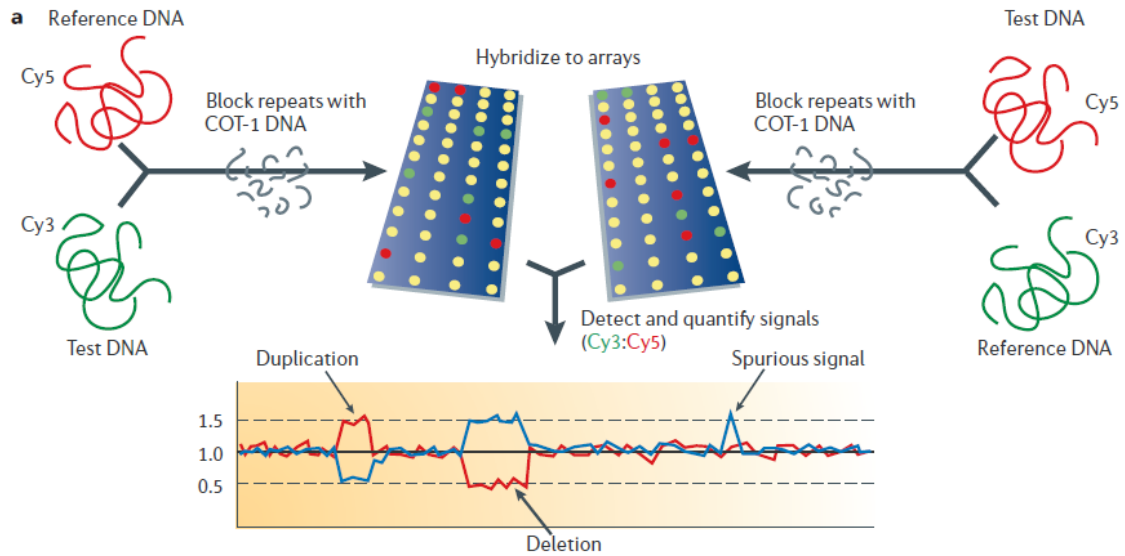 a
Reference DNA
Test DNA
Cy5
Hybridize to arrays
Cy5
Block repeats with
COT-1 DNA
Block repeats with
COT-1 DNA
Cy3
Cy3
Test DNA
Detect and quantify signals
(Cy3:Cy5)
Reference DNA
Duplication
Spurious signal
1.5
1.0
0.5
Deletion